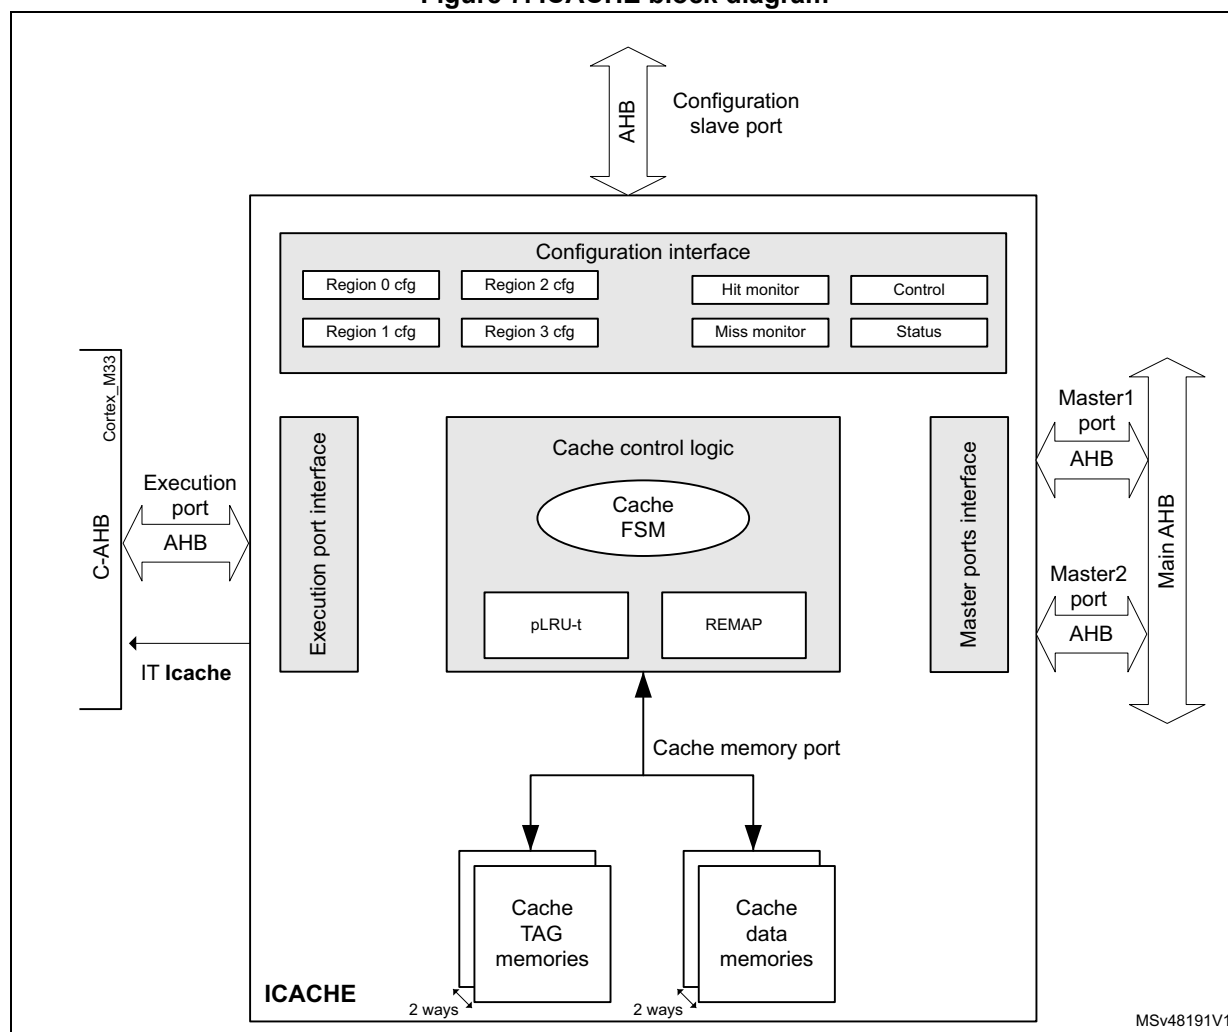 Figure 7. ICACHE block diagram
AHB
Configuration
slave port
Configuration interface
Region 0 cfg
Region 2 cfg
Hit monitor
Control
Region 1 cfg
Region 3 cfg
Miss monitor
Status
Cortex_M33
C-AHB
Execution
port
AHB
IT Icache
Execution port interface
Cache control logic
Cache
FSM
pLRU-t
REMAP
Master ports interface
Master1
port
AHB
Master2
port
AHB
Main AHB
Cache memory port
Cache
TAG
memories
Cache
data
memories
2 ways
2 ways
ICACHE
MSv48191V1